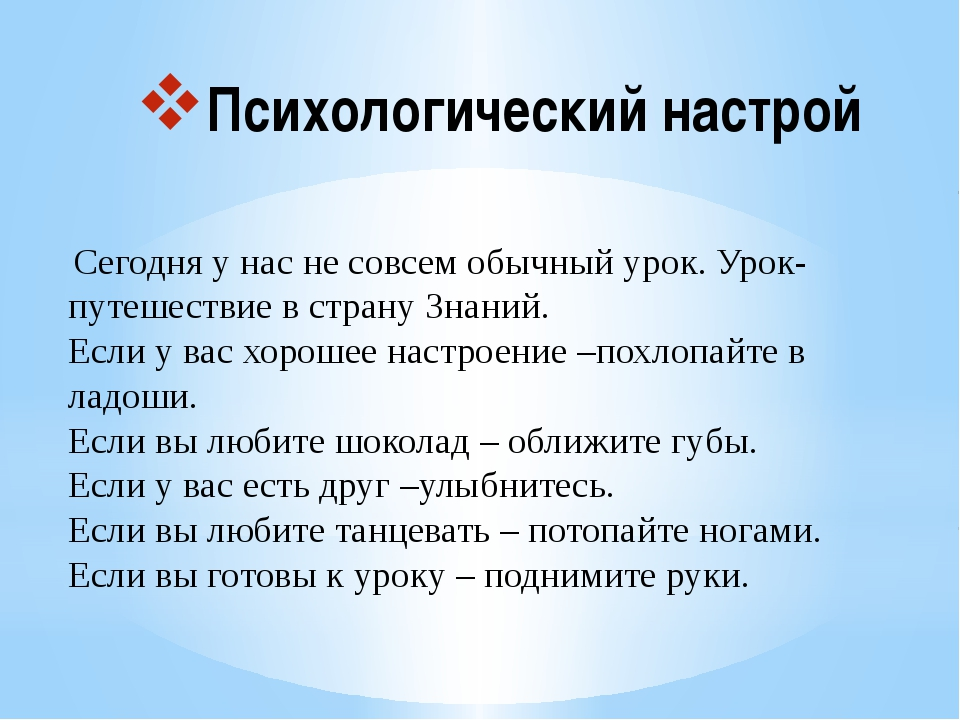 Психологический настрой
Сегодня у нас не совсем обычный урок. Урок-
путешествие в страну Знаний.
Если у вас хорошее настроение –похлопайте в
ладоши.
Если вы любите шоколад – оближите губы.
Если у вас есть друг –улыбнитесь.
Если вы любите танцевать – потопайте ногами.
Если вы готовы к уроку – поднимите руки.